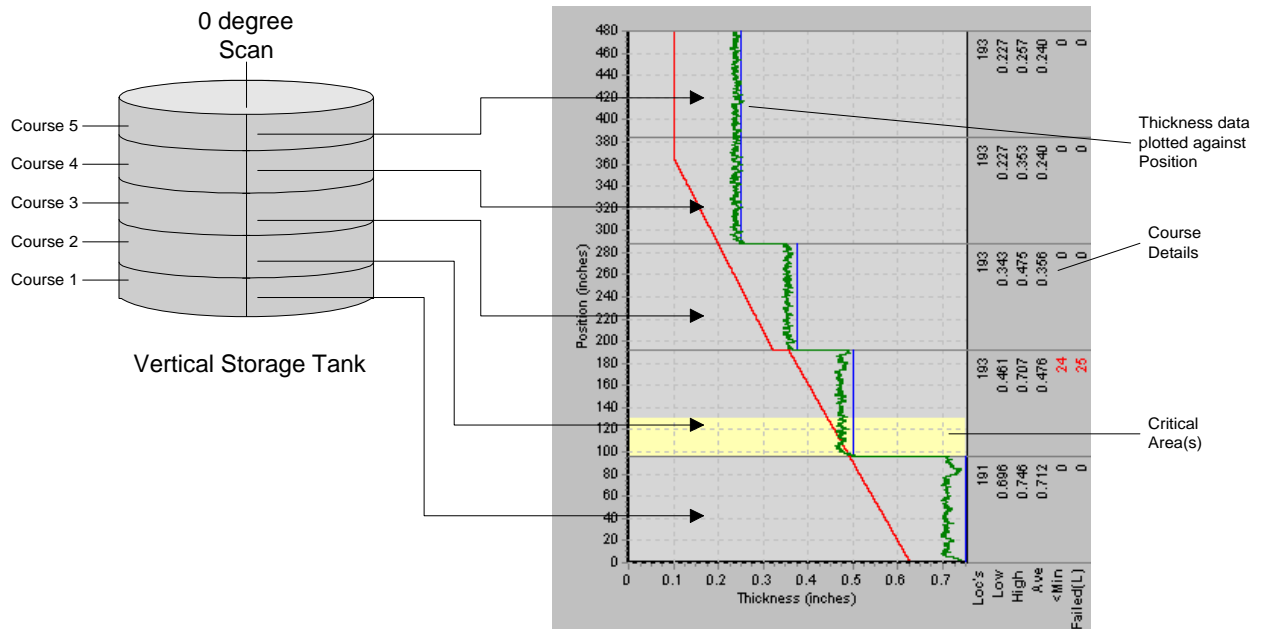 0 degree
Scan
Course 5
Course 4
Course 3
Course 2
Course 1
Vertical Storage Tank
Position (inches)
480
460
440
420
400
380
360
340
320
300
280
260
240
220
200
180
160
140
120
100
80
60
40
20
0
0 0.1 0.2 0.3 0.4 0.5 0.6 0.7
Thickness (inches)
193 0.227 0.257 0.240 0 0
193 0.227 0.353 0.240 0 0
193 0.343 0.475 0.356 0 0
193 0.461 0.707 0.476 24 25
191 0.696 0.746 0.712 0 0
Loc's Low High Ave <Min Failed(L)
Thickness data
plotted against
Position
Course
Details
Critical
Area(s)